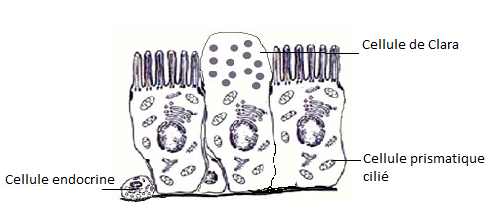 Cellule de Clara
Cellule prismatique
cilié
Cellule endocrine